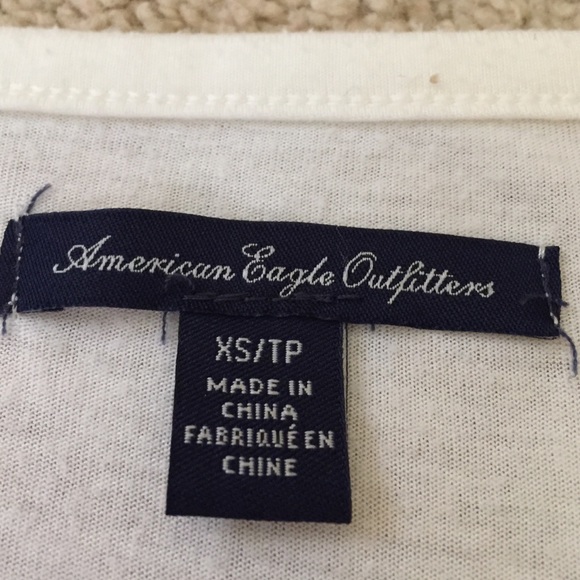 American Eagle Outfitters
XS/TP
MADE IN
CHINA
FABRIQUÉ EN
CHINE